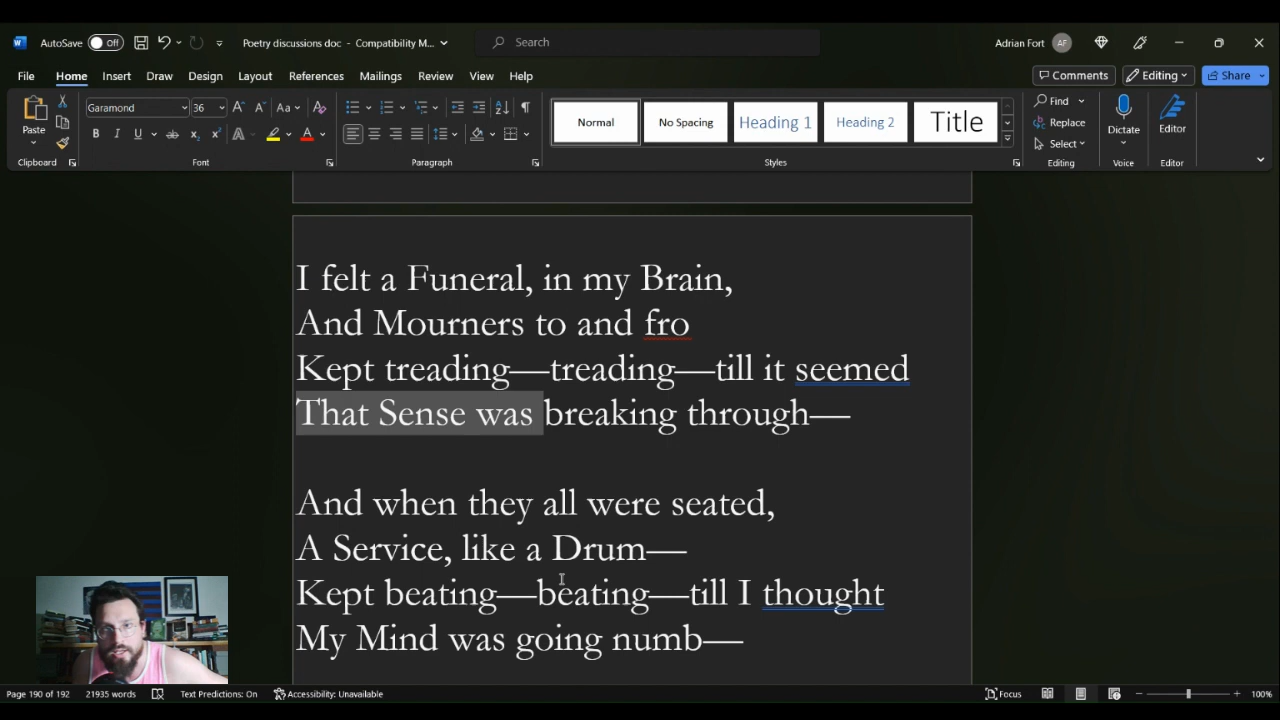 AutoSave Off Poetry discussions doc - Compatibility M... Search Adrian Fort AF
File Home Insert Draw Design Layout References Mailings Review View Help Comments Editing Share
Paste Garamond 36 Aa Normal No Spacing Heading 1 Heading 2 Title Find Replace Select Dictate Editor
Clipboard Font Paragraph Styles Editing Voice Editor
I felt a Funeral, in my Brain,
And Mourners to and fro
Kept treading—treading—till it seemed
That Sense was breaking through—
And when they all were seated,
A Service, like a Drum—
Kept beating—beating—till I thought
My Mind was going numb—
Page 190 of 192 21935 words Text Predictions: On Accessibility: Unavailable Focus 100%